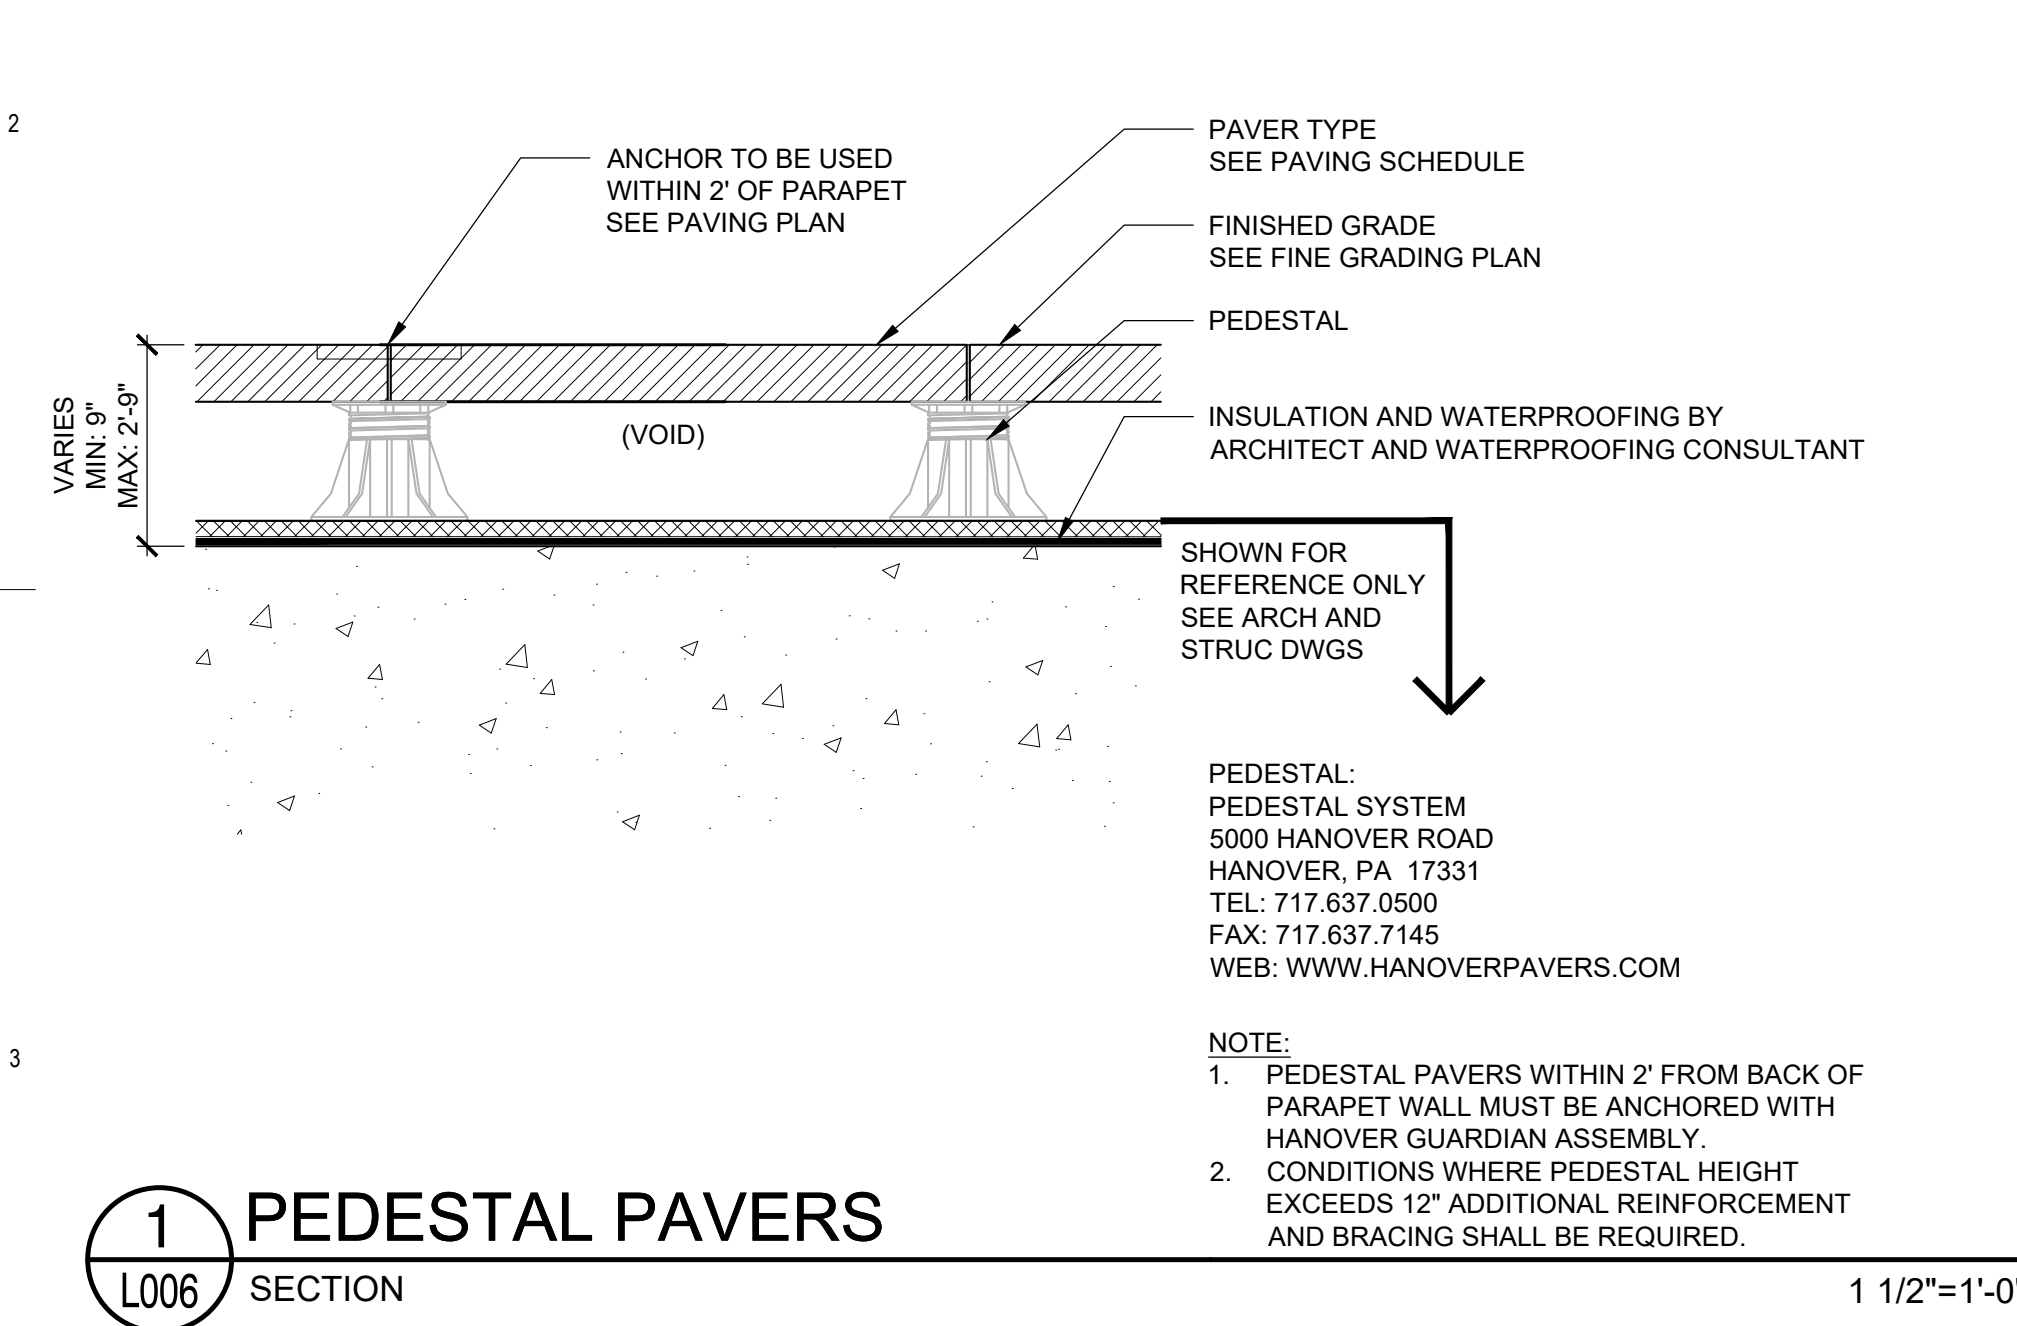 2
ANCHOR TO BE USED
WITHIN 2' OF PARAPET
SEE PAVING PLAN
PAVER TYPE
SEE PAVING SCHEDULE
FINISHED GRADE
SEE FINE GRADING PLAN
PEDESTAL
VARIES
MIN: 9"
MAX: 2'-9"
(VOID)
INSULATION AND WATERPROOFING BY
ARCHITECT AND WATERPROOFING CONSULTANT
SHOWN FOR
REFERENCE ONLY
SEE ARCH AND
STRUC DWGS
PEDESTAL:
PEDESTAL SYSTEM
5000 HANOVER ROAD
HANOVER, PA 17331
TEL: 717.637.0500
FAX: 717.637.7145
WEB: WWW.HANOVERPAVERS.COM
3
NOTE:
1. PEDESTAL PAVERS WITHIN 2' FROM BACK OF
PARAPET WALL MUST BE ANCHORED WITH
HANOVER GUARDIAN ASSEMBLY.
2. CONDITIONS WHERE PEDESTAL HEIGHT
EXCEEDS 12" ADDITIONAL REINFORCEMENT
AND BRACING SHALL BE REQUIRED.
1
PEDESTAL PAVERS
L006
SECTION
1 1/2"=1'-0"